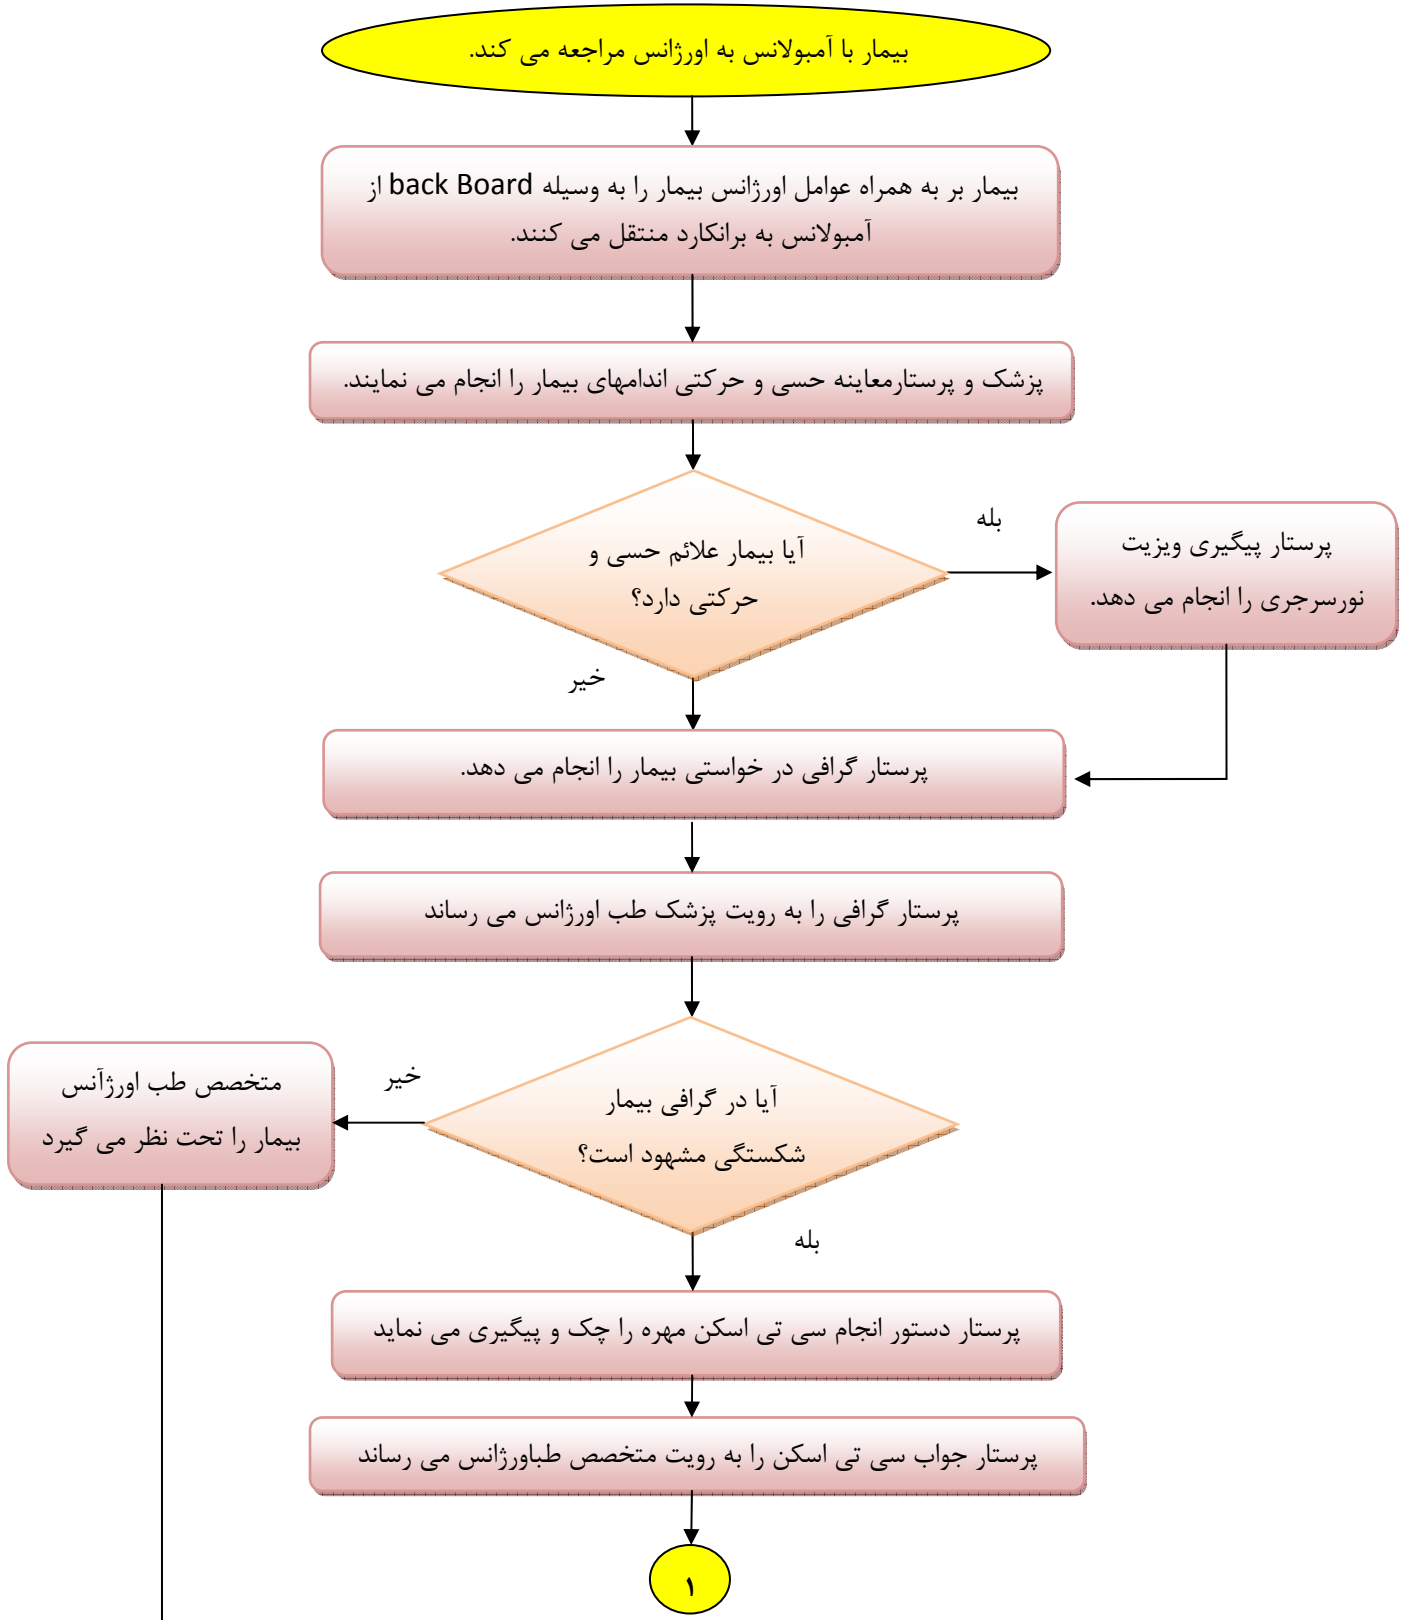 بیمار با آمبولانس به اورژانس مراجعه می کند.
بیمار بر به همراه عوامل اورژانس بیمار را به وسیله back Board از
آمبولانس به برانکارد منتقل می کنند.
پزشک و پرستارمعاینه حسی و حرکتی اندامهای بیمار را انجام می نمایند.
آیا بیمار علائم حسی و
حرکتی دارد؟
بله
پرستار پیگیری ویزیت
نورسرجری را انجام می دهد.
خیر
پرستار گرافی در خواستی بیمار را انجام می دهد.
پرستار گرافی را به رویت پزشک طب اورژانس می رساند
آیا در گرافی بیمار
شکستگی مشهود است؟
خیر
متخصص طب اورژآنس
بیمار را تحت نظر می گیرد
بله
پرستار دستور انجام سی تی اسکن مهره را چک و پیگیری می نماید
پرستار جواب سی تی اسکن را به رویت متخصص طباورژانس می رساند
۱